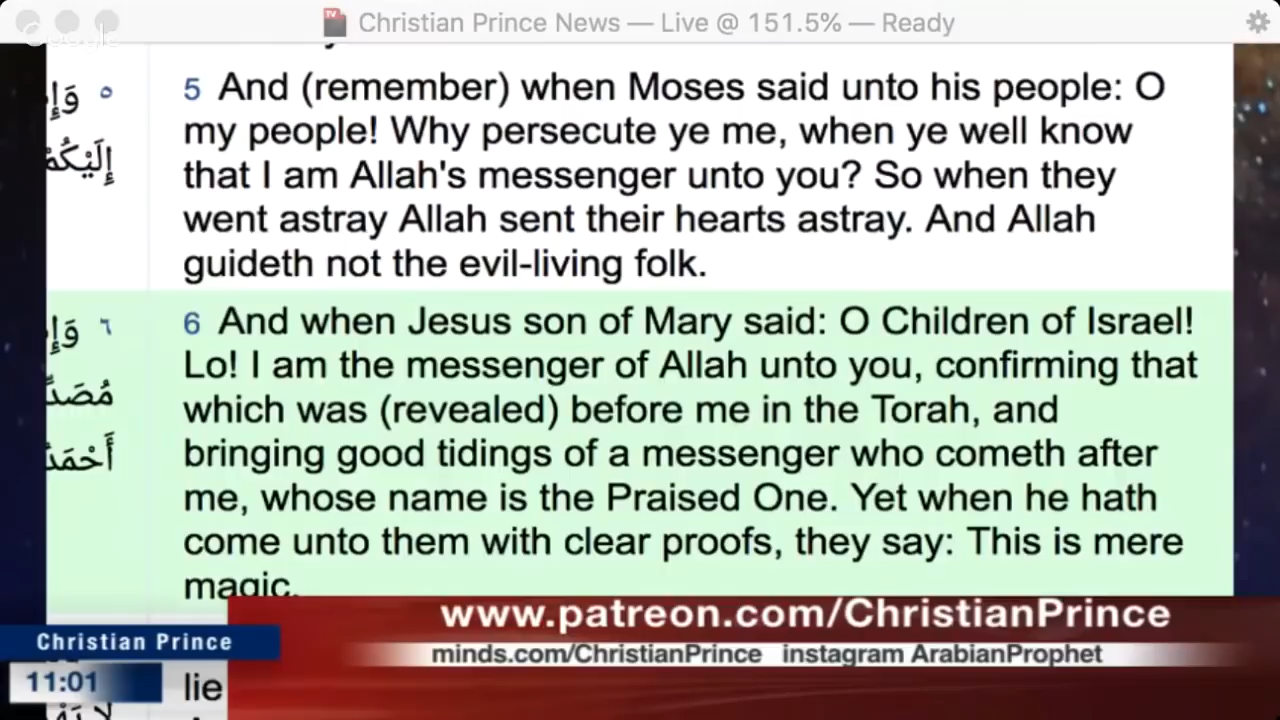 Christian Prince News — Live @ 151.5% — Ready
Google
٥ وَإِ
إِلَيْكُمْ
5 And (remember) when Moses said unto his people: O
my people! Why persecute ye me, when ye well know
that I am Allah's messenger unto you? So when they
went astray Allah sent their hearts astray. And Allah
guideth not the evil-living folk.
٦ وَإِ
مُصَدِّ
أَحْمَدُ
6 And when Jesus son of Mary said: O Children of Israel!
Lo! I am the messenger of Allah unto you, confirming that
which was (revealed) before me in the Torah, and
bringing good tidings of a messenger who cometh after
me, whose name is the Praised One. Yet when he hath
come unto them with clear proofs, they say: This is mere
magic.
www.patreon.com/ChristianPrince
Christian Prince
minds.com/ChristianPrince instagram ArabianProphet
11:01
lie